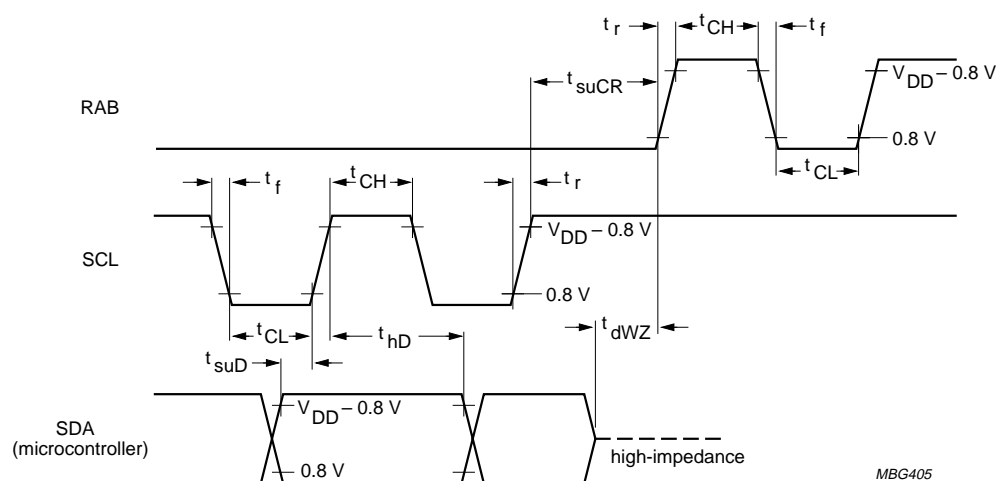 t r t CH t f
t suCR
V DD – 0.8 V
RAB
0.8 V
t f t CH t r t CL
V DD – 0.8 V
SCL
0.8 V
t CL t hD t dWZ
t suD
V DD – 0.8 V
SDA
(microcontroller)
0.8 V
high-impedance
MBG405